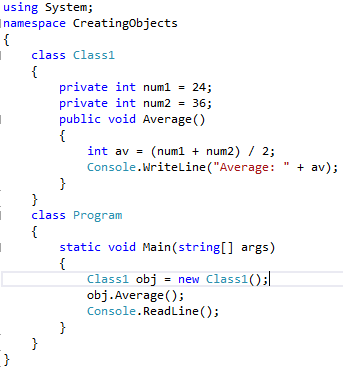 using System;
namespace CreatingObjects
{
    class Class1
    {
        private int num1 = 24;
        private int num2 = 36;
        public void Average()
        {
            int av = (num1 + num2) / 2;
            Console.WriteLine("Average: " + av);
        }
    }
    class Program
    {
        static void Main(string[] args)
        {
            Class1 obj = new Class1();
            obj.Average();
            Console.ReadLine();
        }
    }
}